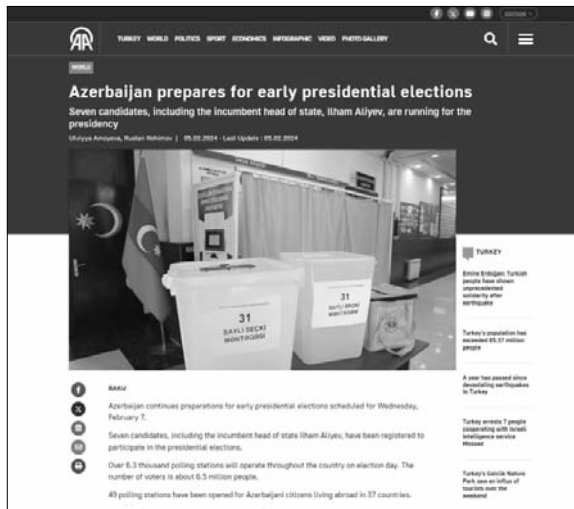 EDITION
AA
TURKEY WORLD POLITICS SPORT ECONOMICS INFOGRAPHIC VIDEO PHOTO GALLERY
WORLD
Azerbaijan prepares for early presidential elections
Seven candidates, including the incumbent head of state, Ilham Aliyev, are running for the
presidency
Ulviyya Amoyeva, Ruslan Rehimov | 05.02.2024 - Last Update : 05.02.2024
31
SAYLI SEÇKİ
MƏNTƏQƏSİ
31
SAYLI SEÇKİ
MƏNTƏQƏSİ
TURKEY
Emine Erdoğan: Turkish
people have shown
unprecedented
solidarity after
earthquake
Turkey's population has
exceeded 85.37 million
people
A year has passed since
devastating earthquakes
in Turkey
Turkey arrests 7 people
cooperating with Israeli
intelligence service
Mossad
Turkey's Gölcük Nature
Park saw an influx of
tourists over the
weekend
BAKU
Azerbaijan continues preparations for early presidential elections scheduled for Wednesday,
February 7.
Seven candidates, including the incumbent head of state Ilham Aliyev, have been registered to
participate in the presidential elections.
Over 6.3 thousand polling stations will operate throughout the country on election day. The
number of voters is about 6.5 million people.
49 polling stations have been opened for Azerbaijani citizens living abroad in 37 countries.